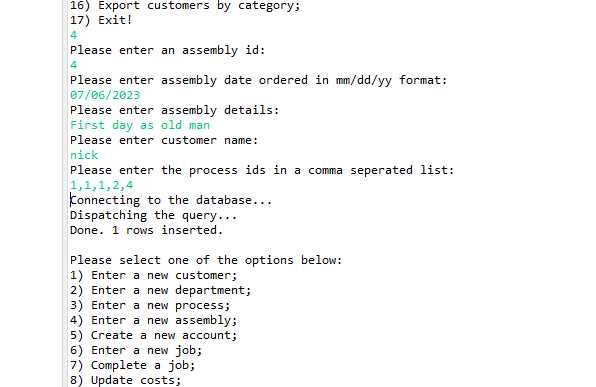 16) Export customers by category;
17) Exit!
4
Please enter an assembly id:
4
Please enter assembly date ordered in mm/dd/yy format:
07/06/2023
Please enter assembly details:
First day as old man
Please enter customer name:
nick
Please enter the process ids in a comma seperated list:
1,1,1,2,4
Connecting to the database...
Dispatching the query...
Done. 1 rows inserted.
Please select one of the options below:
1) Enter a new customer;
2) Enter a new department;
3) Enter a new process;
4) Enter a new assembly;
5) Create a new account;
6) Enter a new job;
7) Complete a job;
8) Update costs;